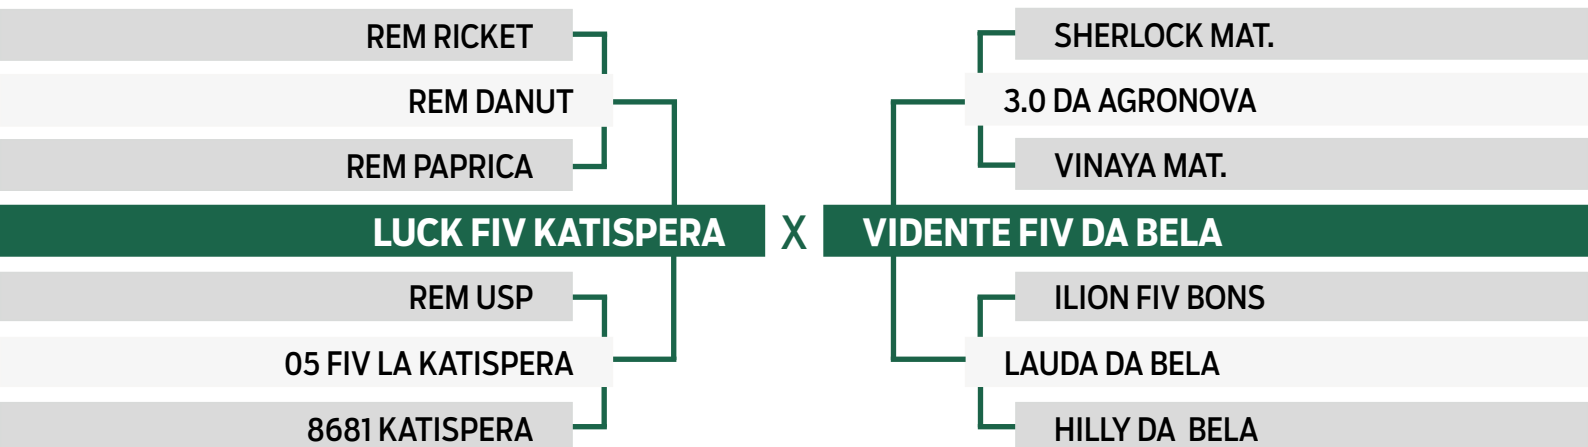 REM RICKET
REM DANUT
REM PAPRICA
LUCK FIV KATISPERA
REM USP
05 FIV LA KATISPERA
8681 KATISPERA
X
SHERLOCK MAT.
3.0 DA AGRONOVA
VINAYA MAT.
VIDENTE FIV DA BELA
ILION FIV BONS
LAUDA DA BELA
HILLY DA BELA